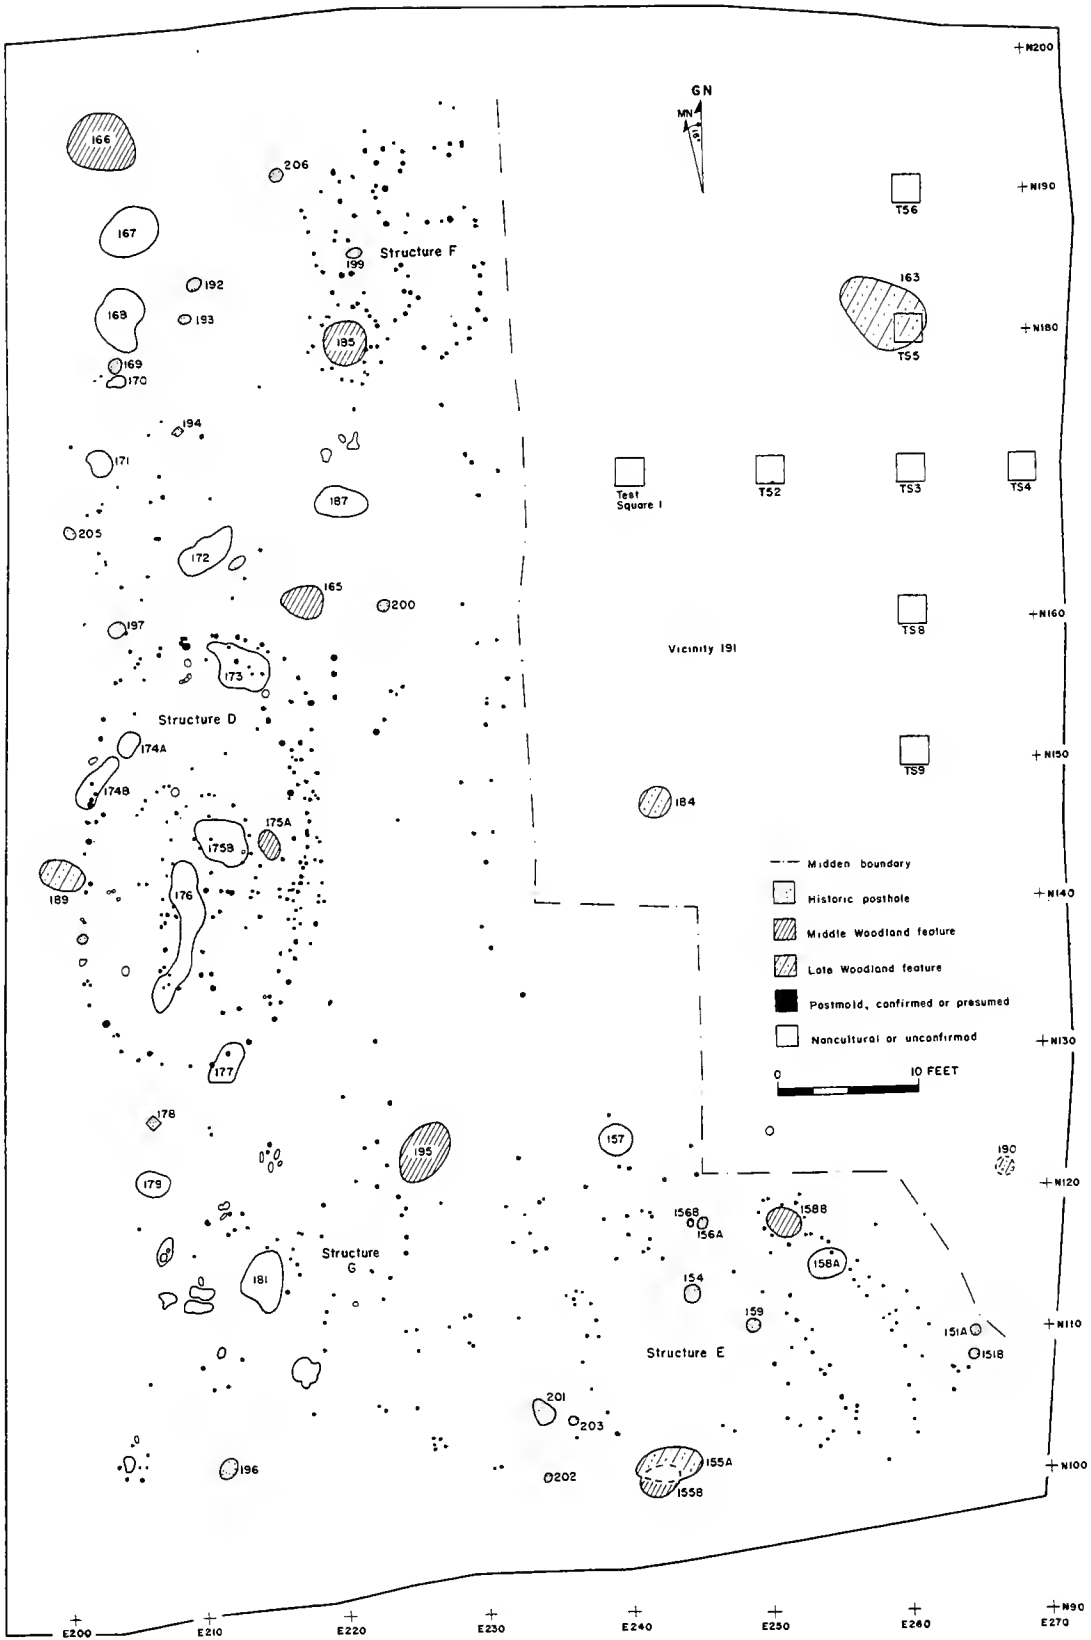 N200
GN
MN
16°
166
206
N190
TS6
167
Structure F
199
192
163
168
193
N180
185
TS5
169
170
194
171
187
Test
Square 1
TS2
TS3
TS4
205
172
165
200
N160
197
TS8
Vicinity 191
173
Structure D
174A
N150
TS9
174B
184
175A
175B
Midden boundary
189
176
N140
Historic posthole
Middle Woodland feature
Late Woodland feature
Postmold, confirmed or presumed
Noncultural or unconfirmed
N130
177
0
10 FEET
178
195
157
190
179
N120
156B
156A
158B
Structure
G
158A
181
154
159
N110
151A
Structure E
151B
201
203
196
202
155A
N100
155B
N90
E200
E210
E220
E230
E240
E250
E260
E270